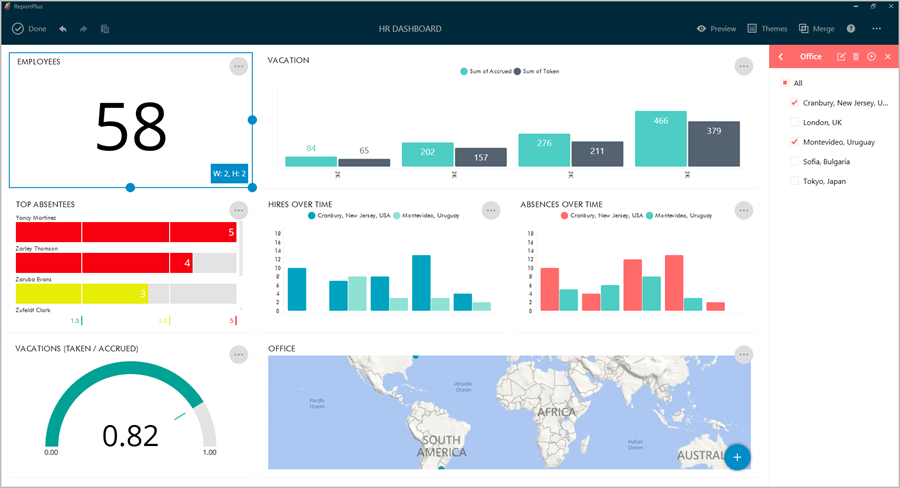 ReportPlus
Done
HR DASHBOARD
Preview
Themes
Merge
?
EMPLOYEES
58
W: 2, H: 2
VACATION
Sum of Accrued
Sum of Token
84
65
202
157
276
211
466
379
2K
2K
2K
2K
Office
All
Cranbury, New Jersey, U...
London, UK
Montevideo, Uruguay
Sofia, Bulgaria
Tokyo, Japan
TOP ABSENTEES
Yancy Martinez
5
Zarley Thomson
4
Zaruba Evans
3
Zufeldt Clark
1.5
5
HIRES OVER TIME
Cranbury, New Jersey, USA
Montevideo, Uruguay
18
16
14
12
10
8
6
4
2
0
ABSENCES OVER TIME
Cranbury, New Jersey, USA
Montevideo, Uruguay
18
16
14
12
10
8
6
4
2
0
VACATIONS (TAKEN / ACCRUED)
0.82
0.00
1.00
OFFICE
Pacific
Ocean
Atlantic
Ocean
AFRICA
SOUTH
AMERICA
Indian
Ocean
AUSTRAL